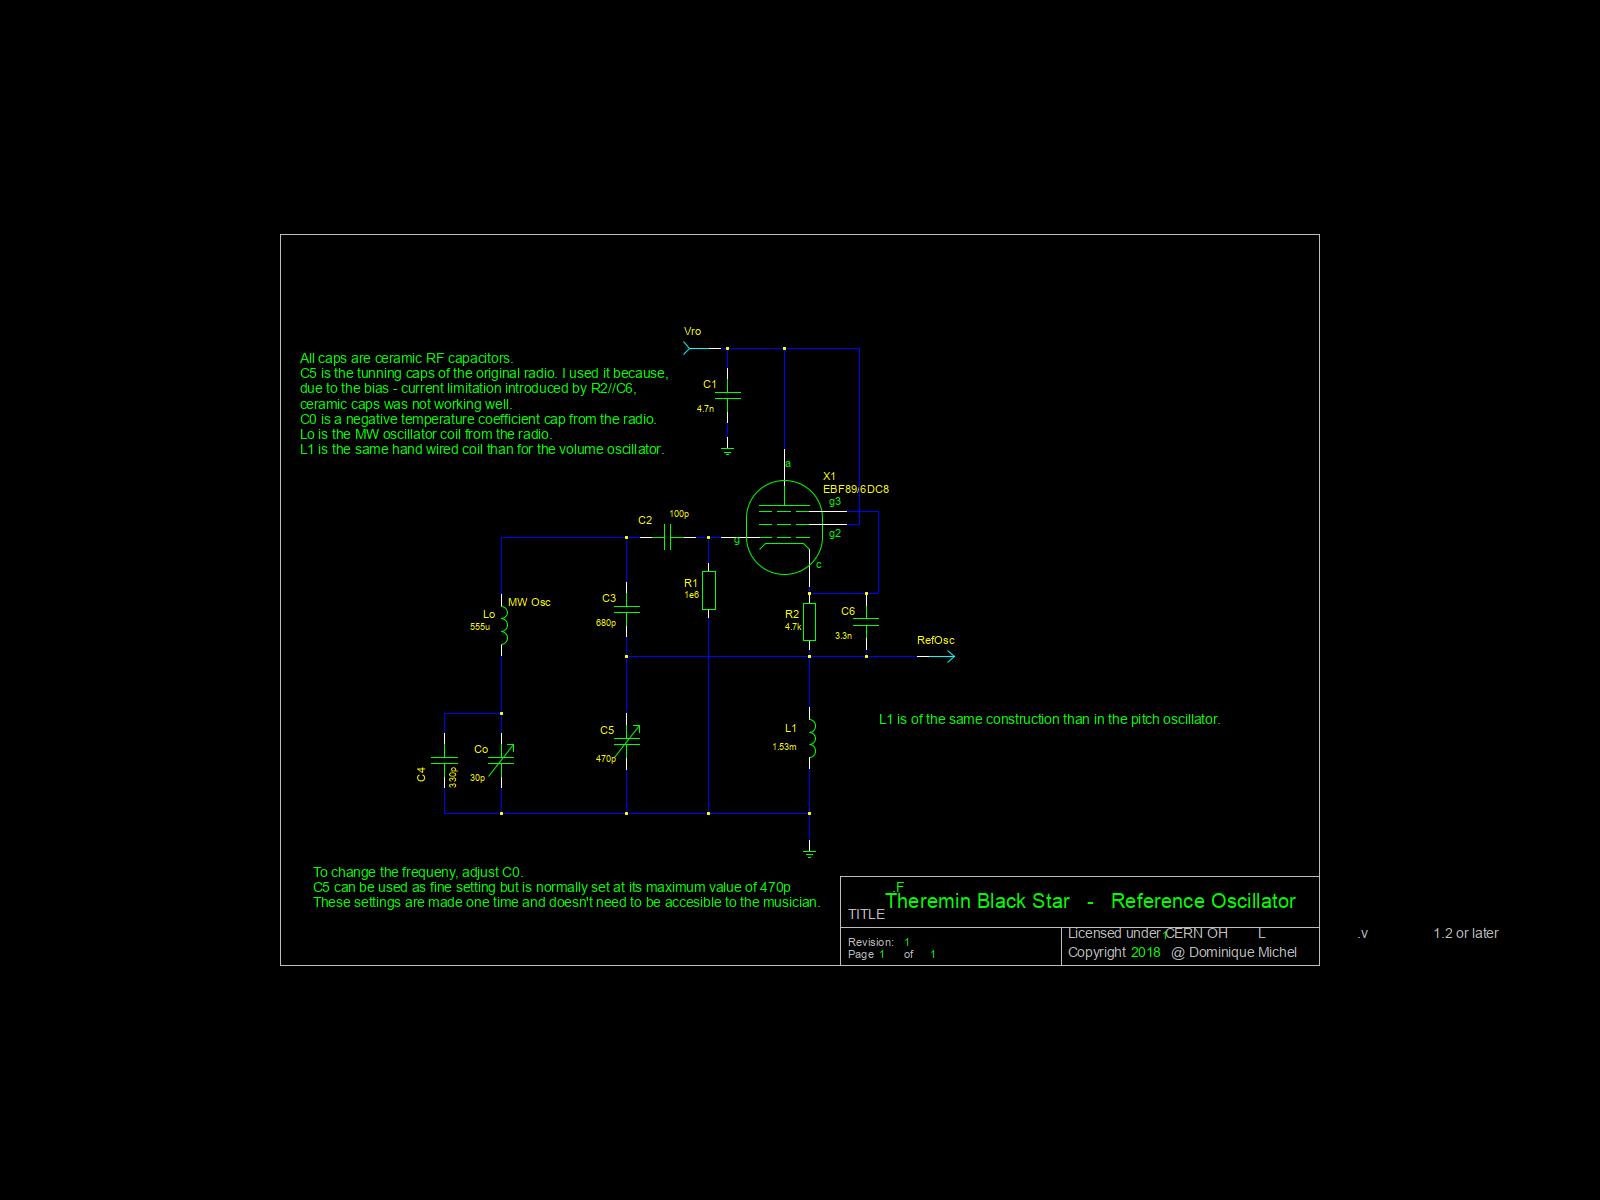 Vro
All caps are ceramic RF capacitors.
C5 is the tunning caps of the original radio. I used it because,
due to the bias - current limitation introduced by R2//C6,
ceramic caps was not working well.
C0 is a negative temperature coefficient cap from the radio.
Lo is the MW oscillator coil from the radio.
L1 is the same hand wired coil than for the volume oscillator.
C1
4.7n
a
X1
EBF89/6DC8
g3
g2
g
c
C2
100p
R1
1e6
C3
680p
MW Osc
Lo
555u
R2
4.7k
C6
3.3n
RefOsc
L1 is of the same construction than in the pitch oscillator.
C5
470p
L1
1.53m
Co
30p
C4
330p
To change the frequeny, adjust C0.
C5 can be used as fine setting but is normally set at its maximum value of 470p
These settings are made one time and doesn't need to be accesible to the musician.
.F
TITLE
Theremin Black Star - Reference Oscillator
Revision: 1
Page 1 of 1
Licensed under CERN OH L .v 1.2 or later
1
Copyright 2018 @ Dominique Michel